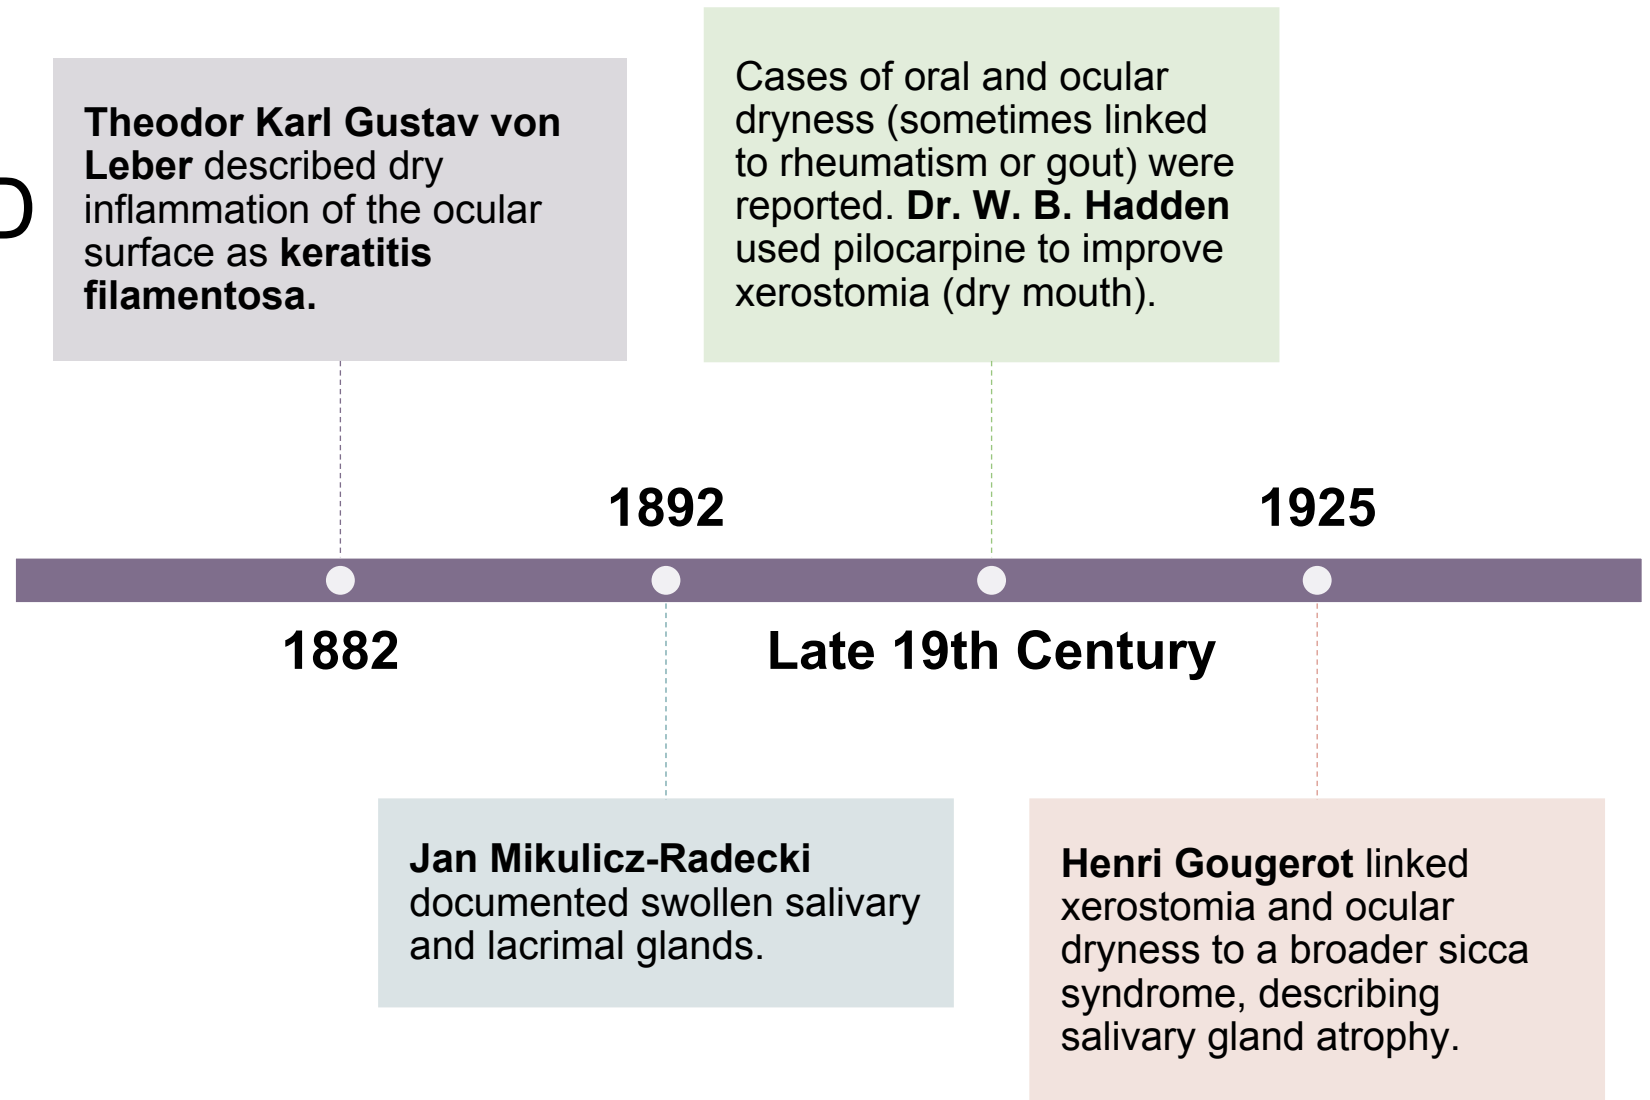 D
Theodor Karl Gustav von
Leber described dry
inflammation of the ocular
surface as keratitis
filamentosa.
Cases of oral and ocular
dryness (sometimes linked
to rheumatism or gout) were
reported. Dr. W. B. Hadden
used pilocarpine to improve
xerostomia (dry mouth).
1892
1925
1882
Late 19th Century
Jan Mikulicz-Radecki
documented swollen salivary
and lacrimal glands.
Henri Gougerot linked
xerostomia and ocular
dryness to a broader sicca
syndrome, describing
salivary gland atrophy.